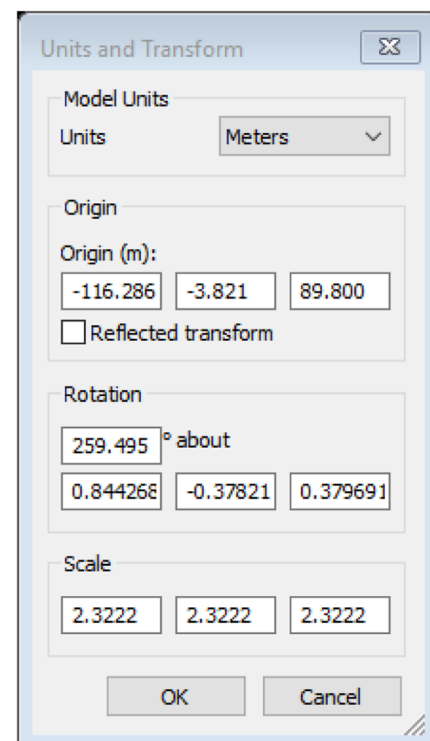 Units and Transform
Model Units
Units Meters
Origin
Origin (m):
-116.286 -3.821 89.800
Reflected transform
Rotation
259.495 ° about
0.844268 -0.37821 0.379691
Scale
2.3222 2.3222 2.3222
OK Cancel